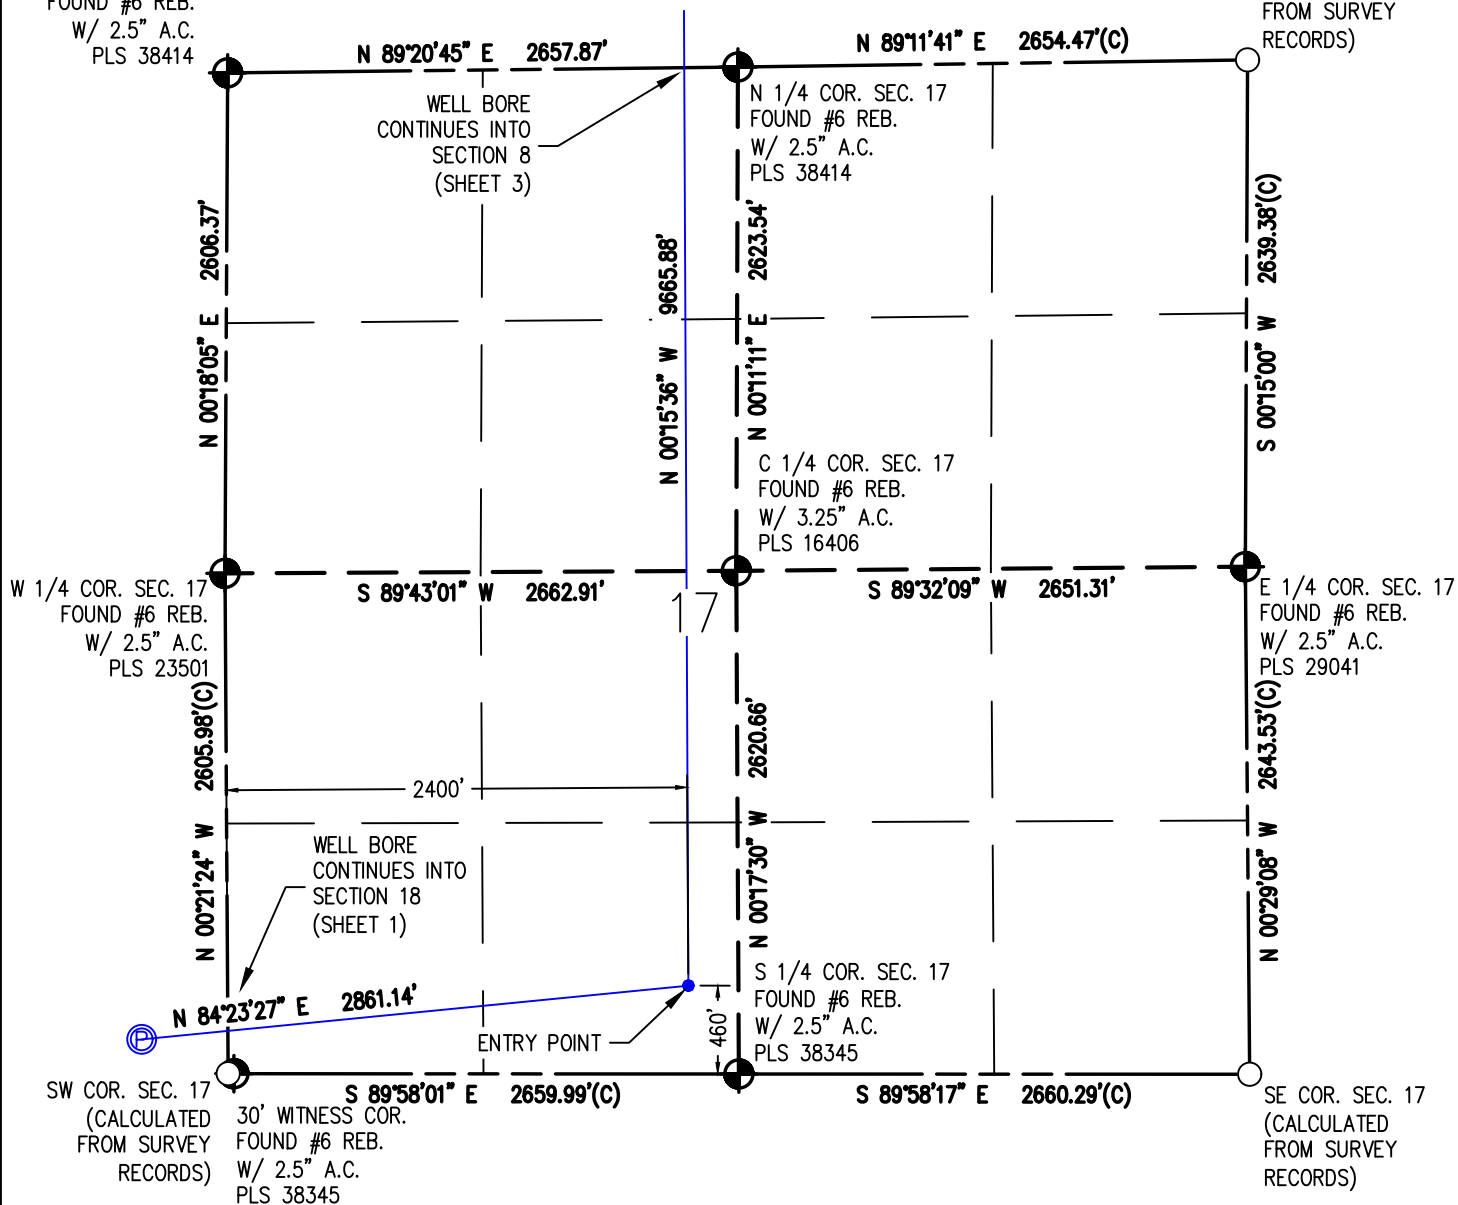 FOUND #6 REB.
W/ 2.5" A.C.
PLS 38414
N 89°20'45" E 2657.87'
N 89°11'41" E 2654.47'(C)
FROM SURVEY
RECORDS)
WELL BORE
CONTINUES INTO
SECTION 8
(SHEET 3)
N 1/4 COR. SEC. 17
FOUND #6 REB.
W/ 2.5" A.C.
PLS 38414
N 00°18'05" E 2606.37'
N 00°15'36" W 9665.88'
N 00°11'11" E 2623.54'
S 00°15'00" W 2639.38'(C)
C 1/4 COR. SEC. 17
FOUND #6 REB.
W/ 3.25" A.C.
PLS 16406
W 1/4 COR. SEC. 17
FOUND #6 REB.
W/ 2.5" A.C.
PLS 23501
S 89°43'01" W 2662.91'
17
S 89°32'09" W 2651.31'
E 1/4 COR. SEC. 17
FOUND #6 REB.
W/ 2.5" A.C.
PLS 29041
N 00°21'24" W 2605.98'(C)
2400'
N 00°17'30" W 2620.66'
N 00°29'08" W 2643.53'(C)
WELL BORE
CONTINUES INTO
SECTION 18
(SHEET 1)
N 84°23'27" E 2861.14'
P
ENTRY POINT
460'
S 1/4 COR. SEC. 17
FOUND #6 REB.
W/ 2.5" A.C.
PLS 38345
S 89°58'01" E 2659.99'(C)
S 89°58'17" E 2660.29'(C)
SW COR. SEC. 17
(CALCULATED
FROM SURVEY
RECORDS)
30' WITNESS COR.
FOUND #6 REB.
W/ 2.5" A.C.
PLS 38345
SE COR. SEC. 17
(CALCULATED
FROM SURVEY
RECORDS)